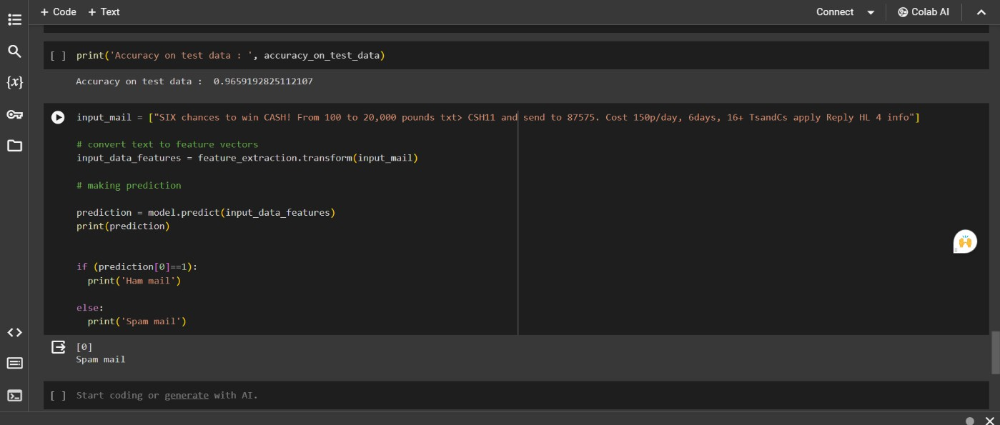 + Code + Text
Connect
Colab AI
{x}
[ ] print('Accuracy on test data : ', accuracy_on_test_data)
Accuracy on test data :  0.9659192825112107
input_mail = ["SIX chances to win CASH! From 100 to 20,000 pounds txt> CSH11 and send to 87575. Cost 150p/day, 6days, 16+ TsandCs apply Reply HL 4 info"]
# convert text to feature vectors
input_data_features = feature_extraction.transform(input_mail)
# making prediction
prediction = model.predict(input_data_features)
print(prediction)
if (prediction[0]==1):
  print('Ham mail')
else:
  print('Spam mail')
[0]
Spam mail
[ ] Start coding or generate with AI.